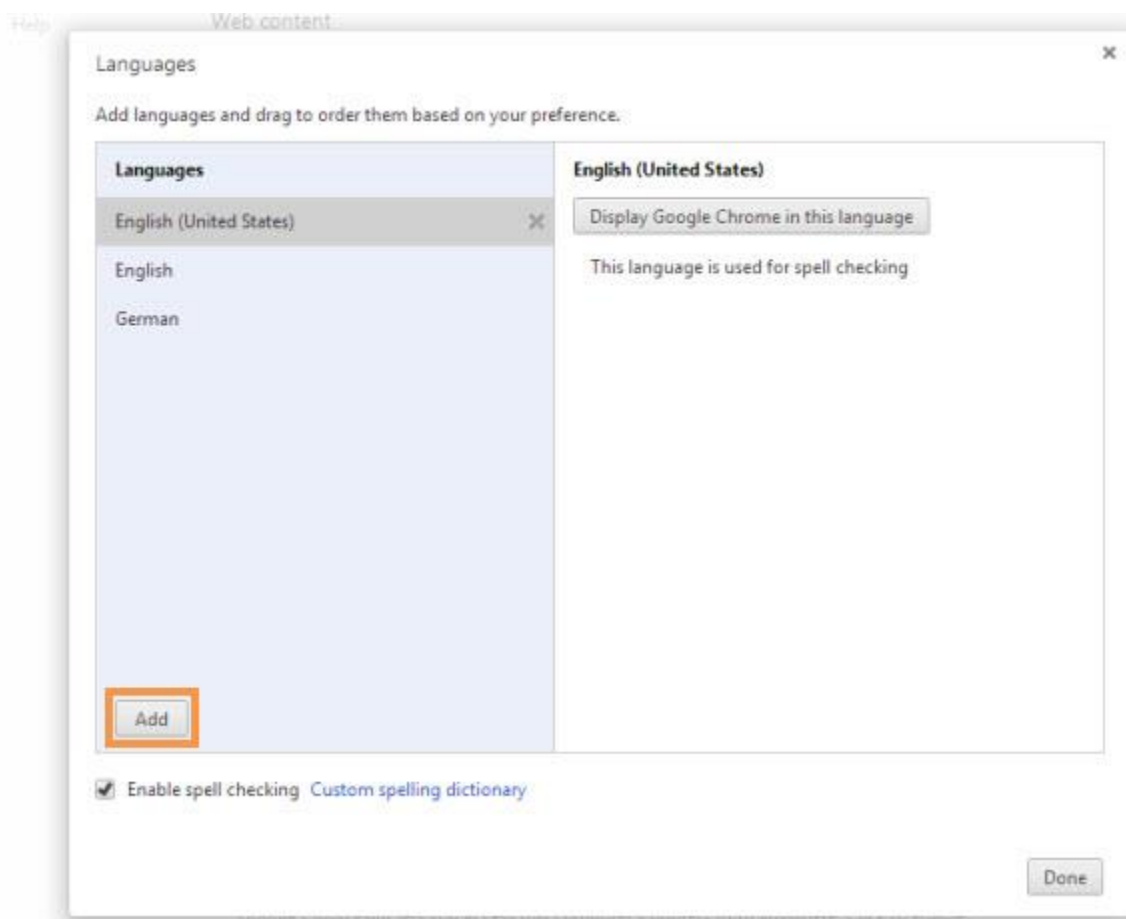 Help
Web content
Languages
Add languages and drag to order them based on your preference.
Languages
English (United States)
English
German
Add
English (United States)
Display Google Chrome in this language
This language is used for spell checking
Enable spell checking Custom spelling dictionary
Done